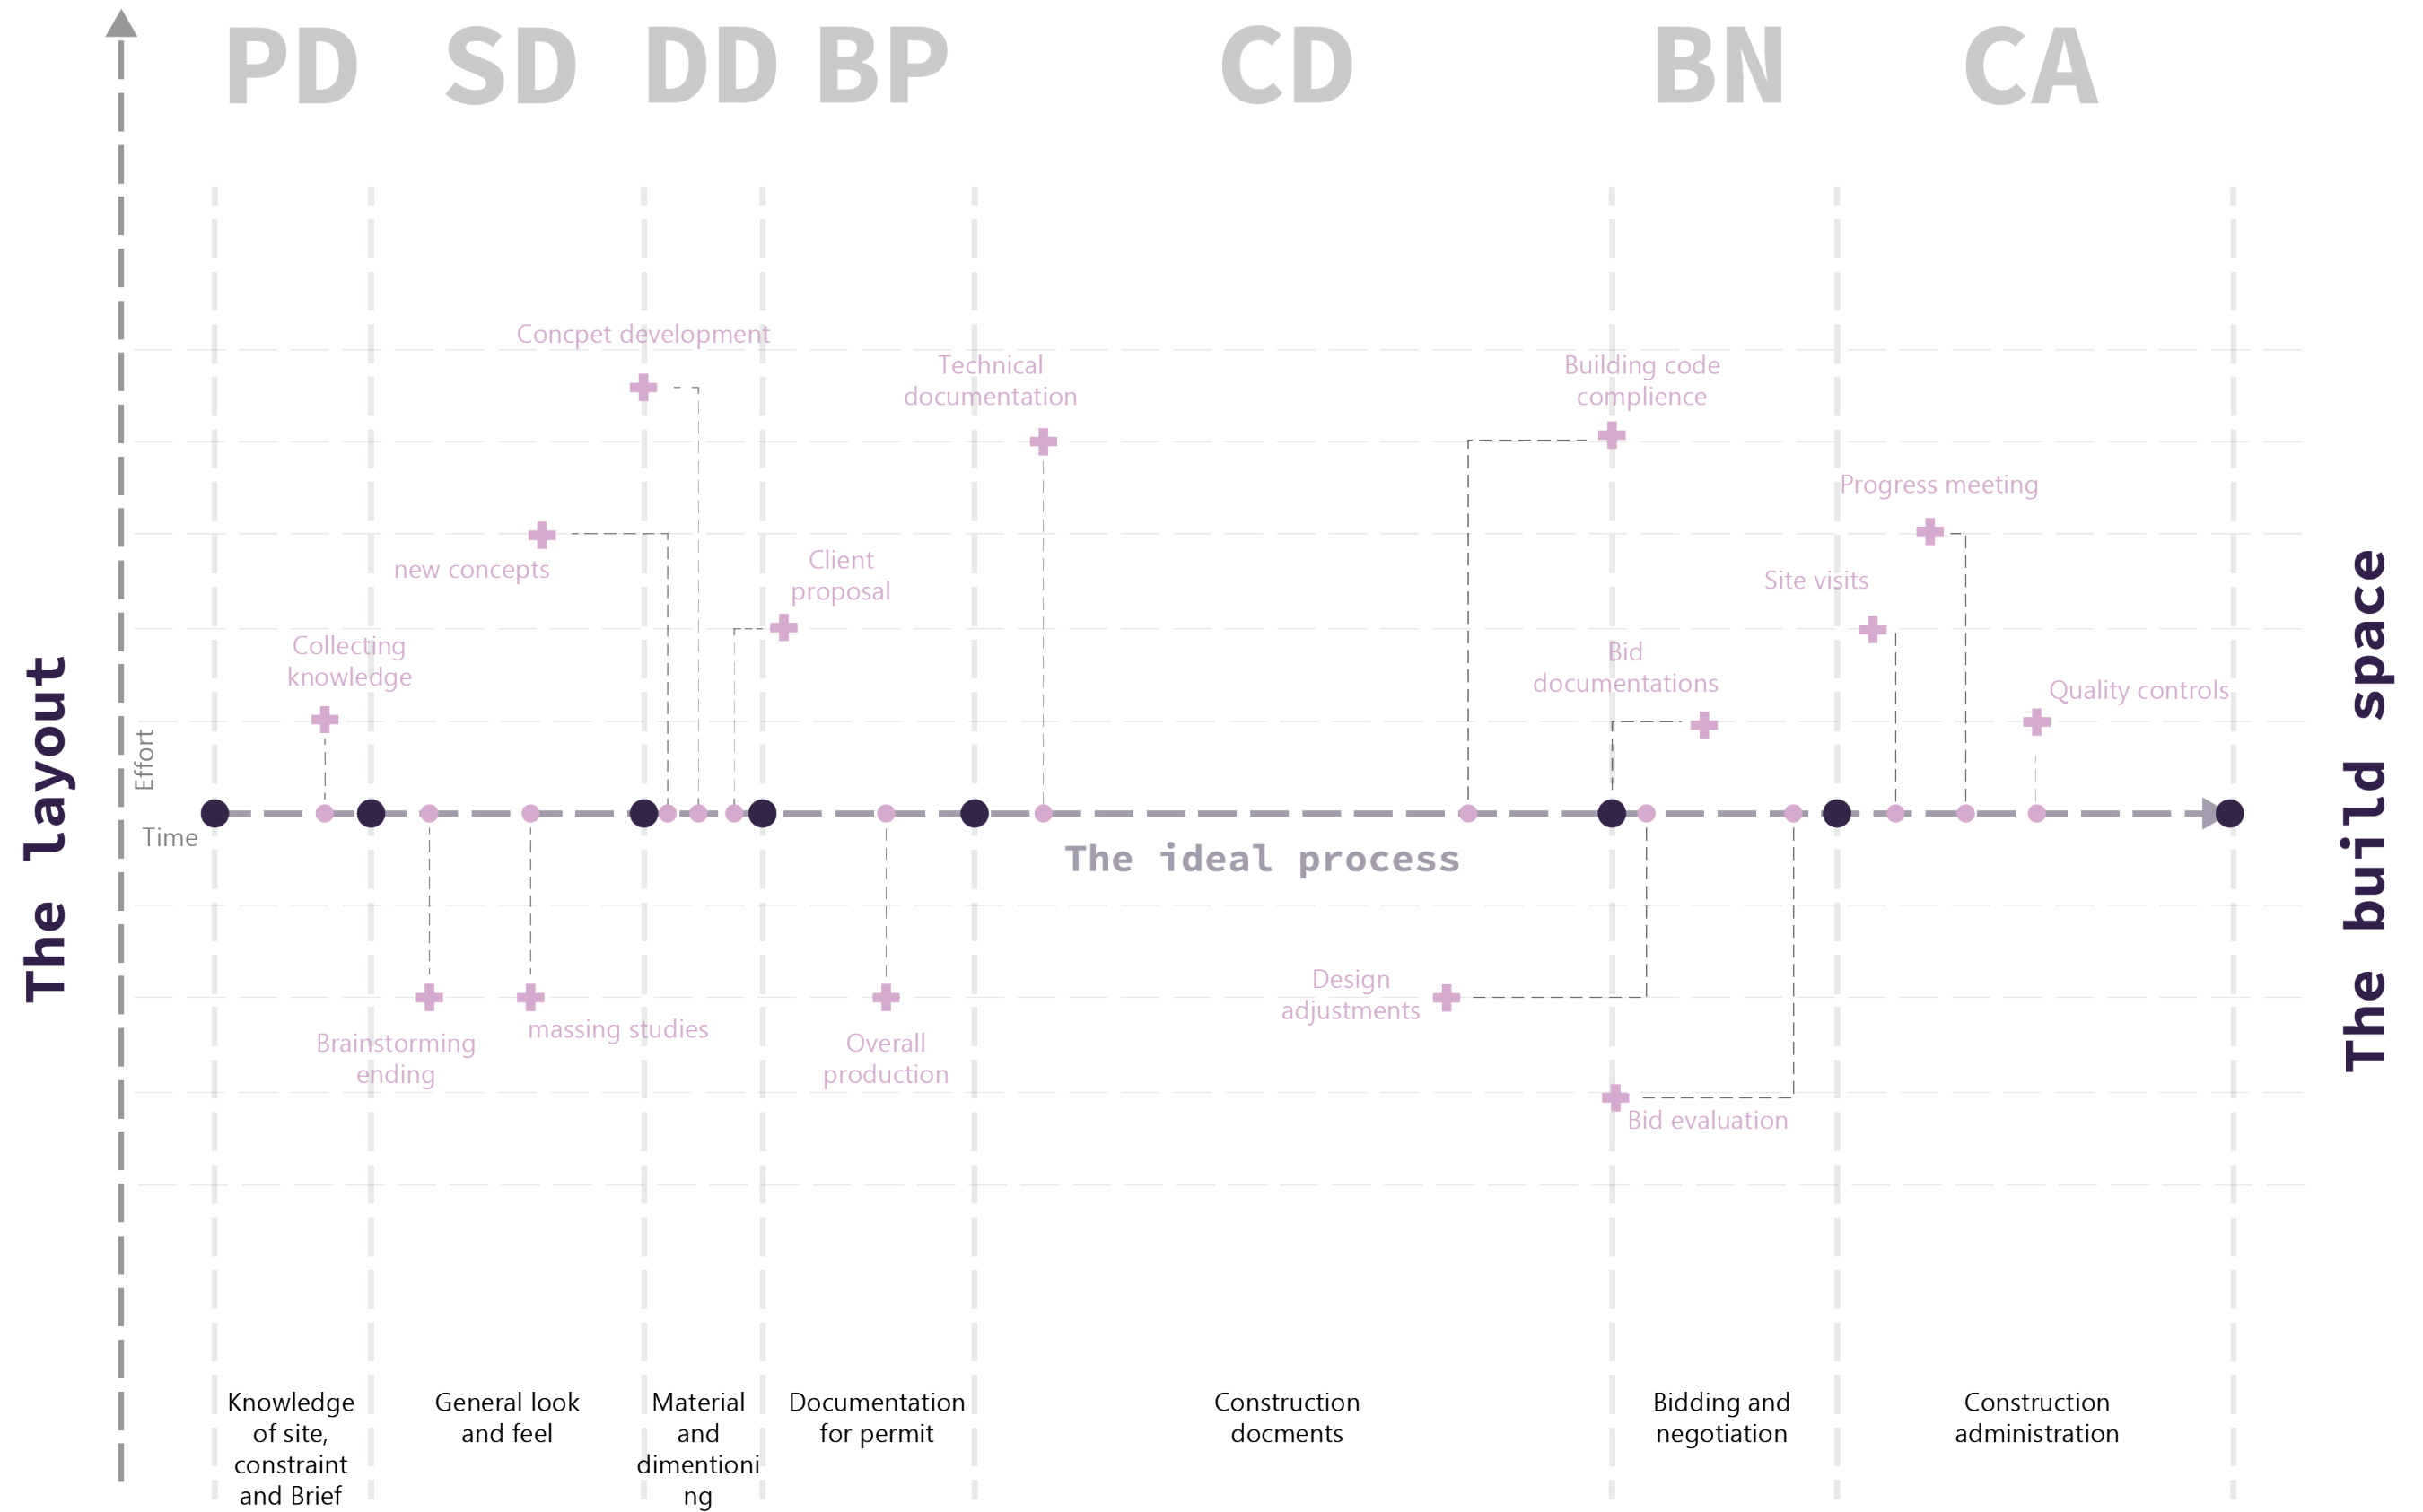 PD SD DD BP CD BN CA
Concpet development
Technical
documentation
Building code
complience
Progress meeting
new concepts
Client
proposal
Site visits
Collecting
knowledge
Bid
documentations
Quality controls
The layout
Effort
Time
The ideal process
The build space
Design
adjustments
massing studies
Brainstorming
ending
Overall
production
Bid evaluation
Knowledge
of site,
constraint
and Brief
General look
and feel
Material
and
dimentioni
ng
Documentation
for permit
Construction
docments
Bidding and
negotiation
Construction
administration